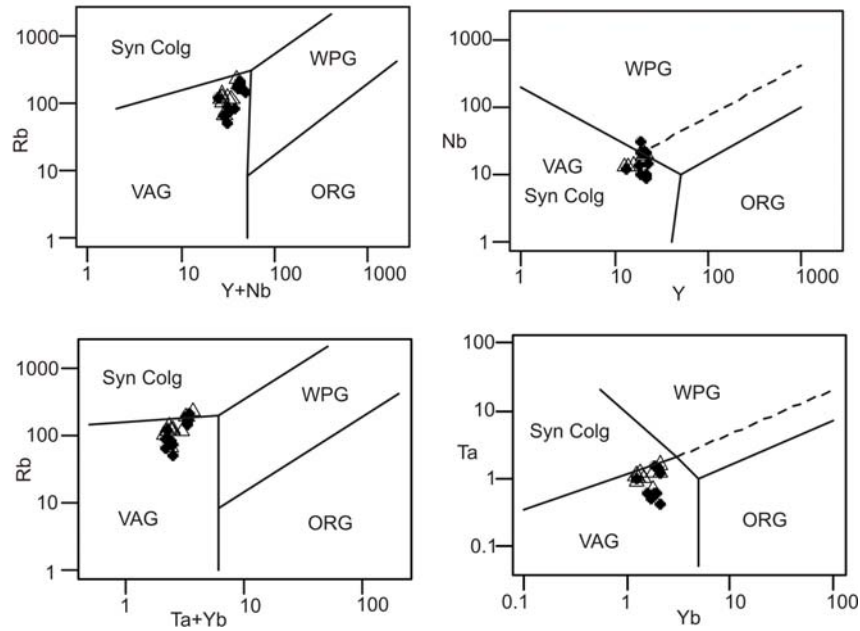 1000
100
10
1
Rb
Syn Colg
WPG
VAG
ORG
1
10
100
1000
Y+Nb
1000
100
10
1
Nb
WPG
VAG
Syn Colg
ORG
1
10
100
1000
Y
1000
100
10
1
Rb
Syn Colg
WPG
VAG
ORG
1
10
100
Ta+Yb
100
10
1
0.1
Ta
WPG
Syn Colg
VAG
ORG
0.1
1
10
100
Yb